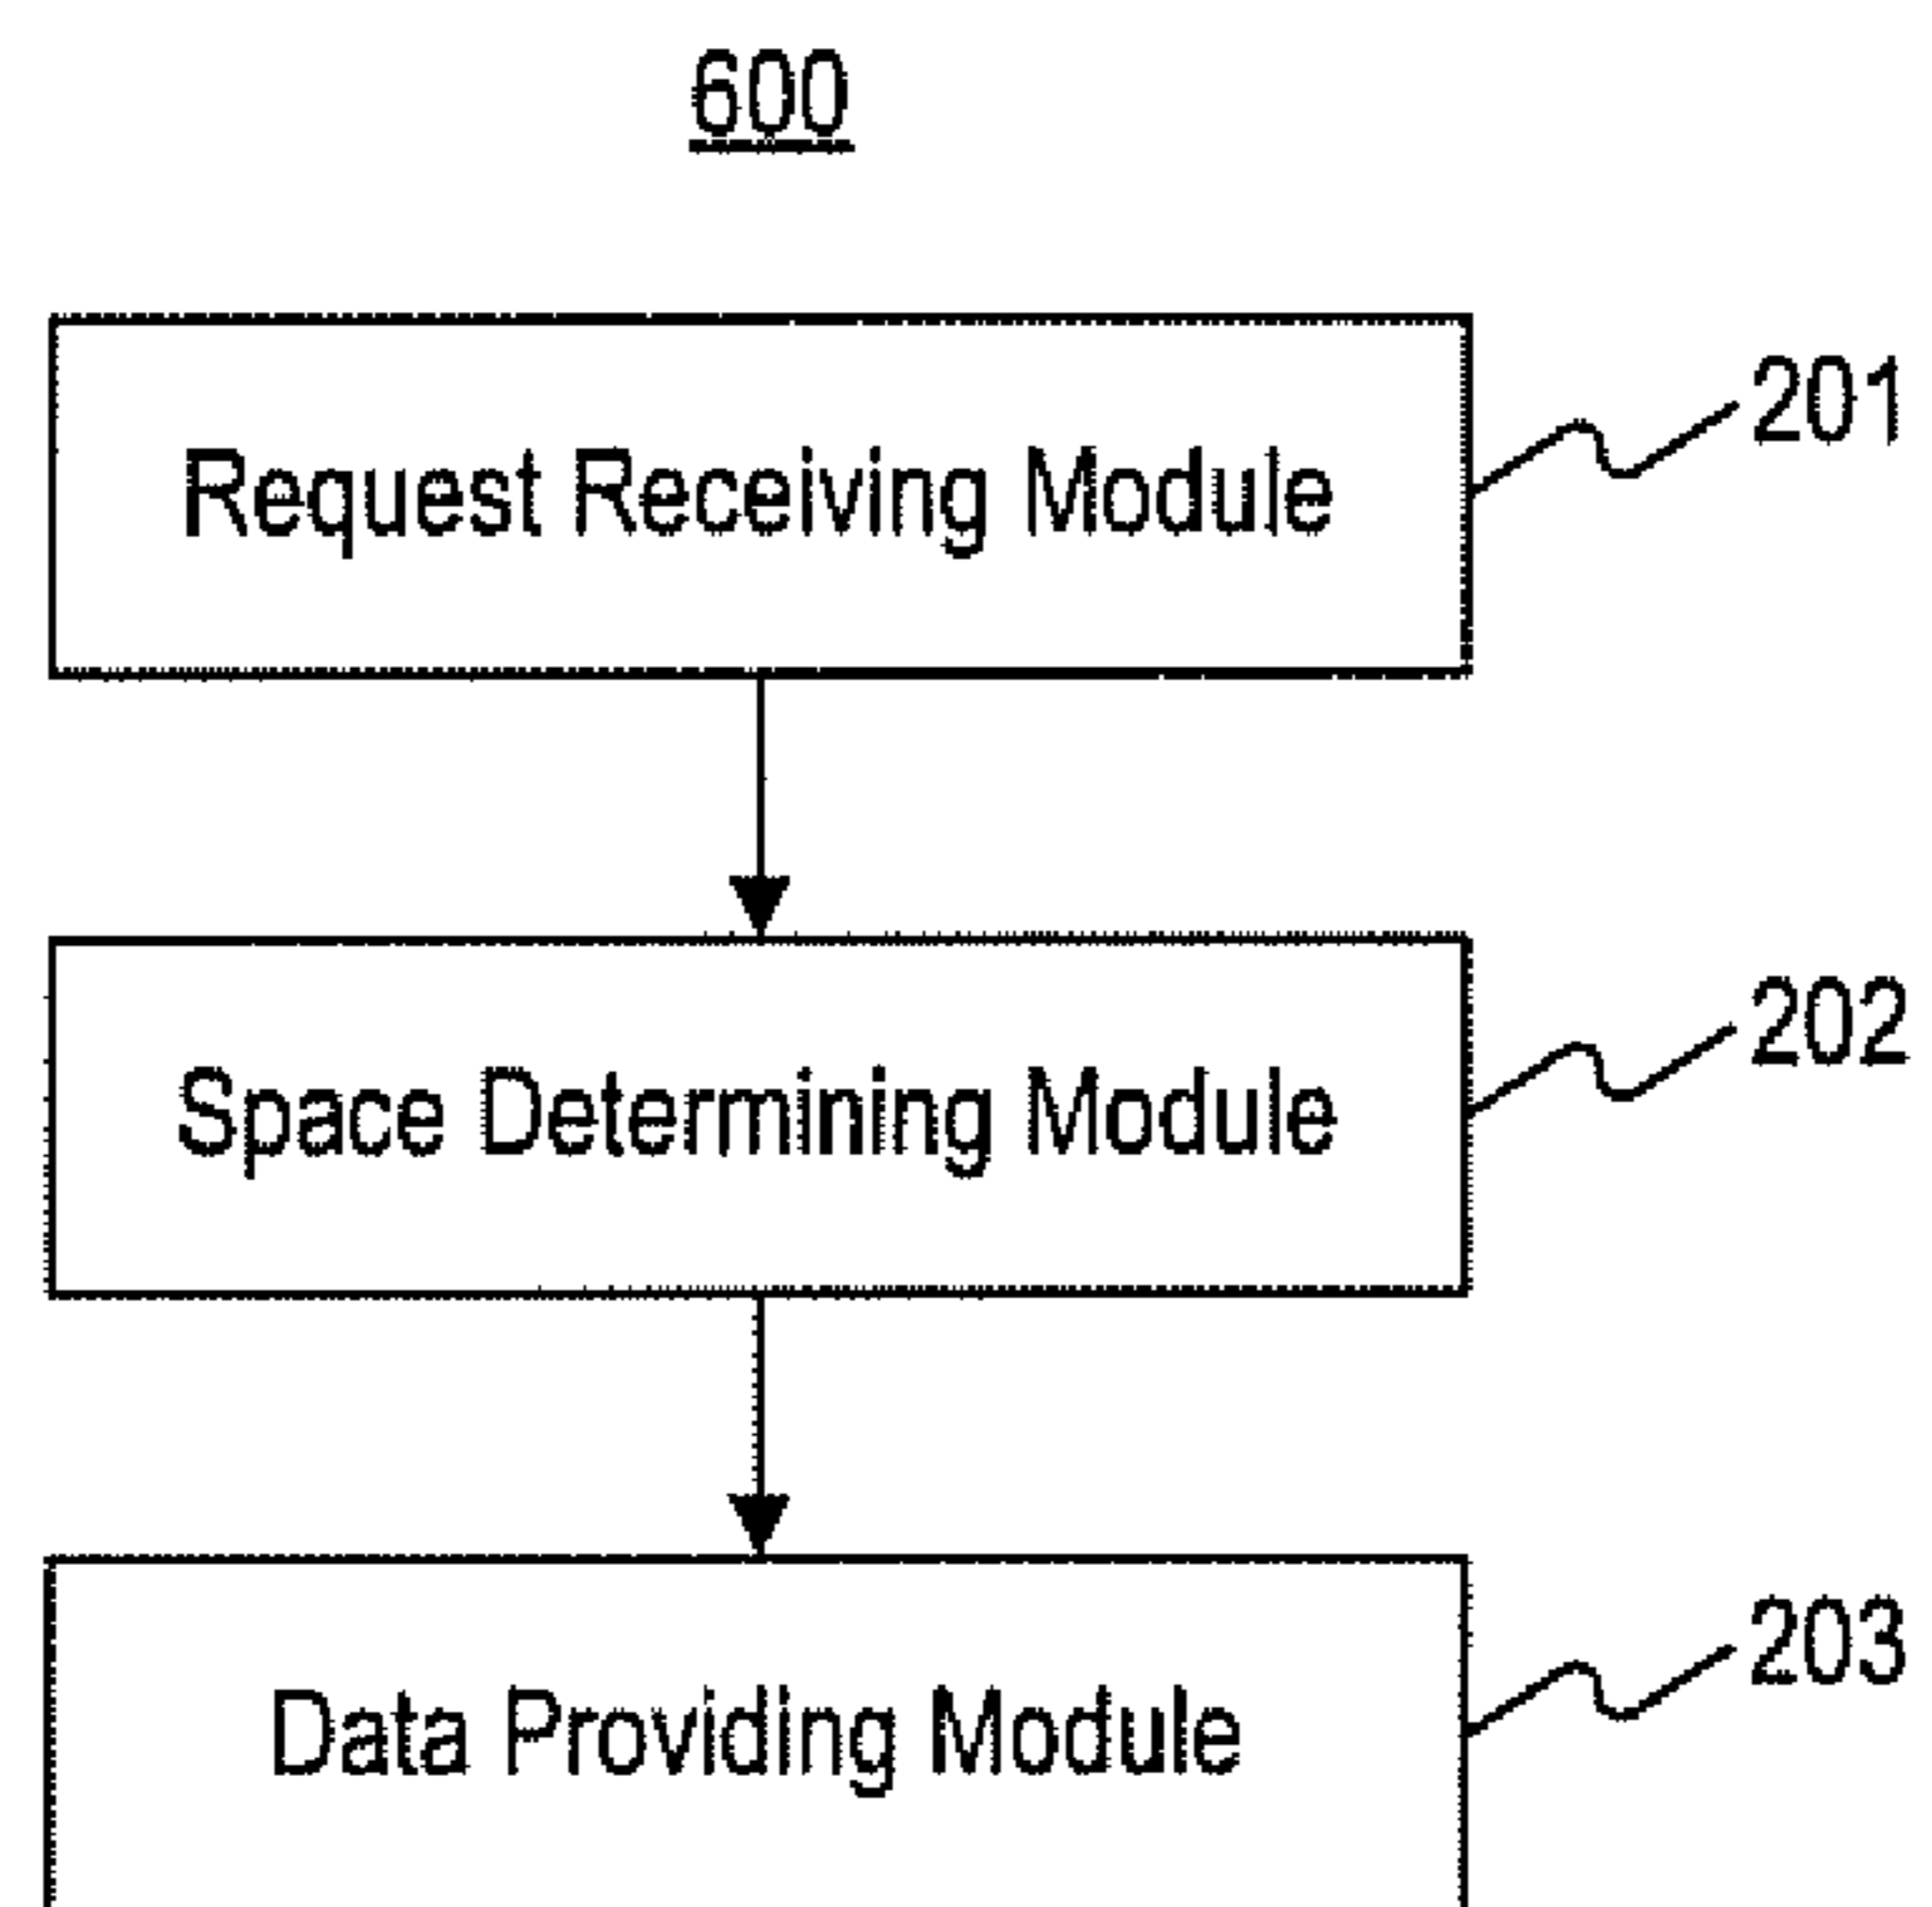 600
Request Receiving Module
201
Space Determining Module
202
Data Providing Module
203